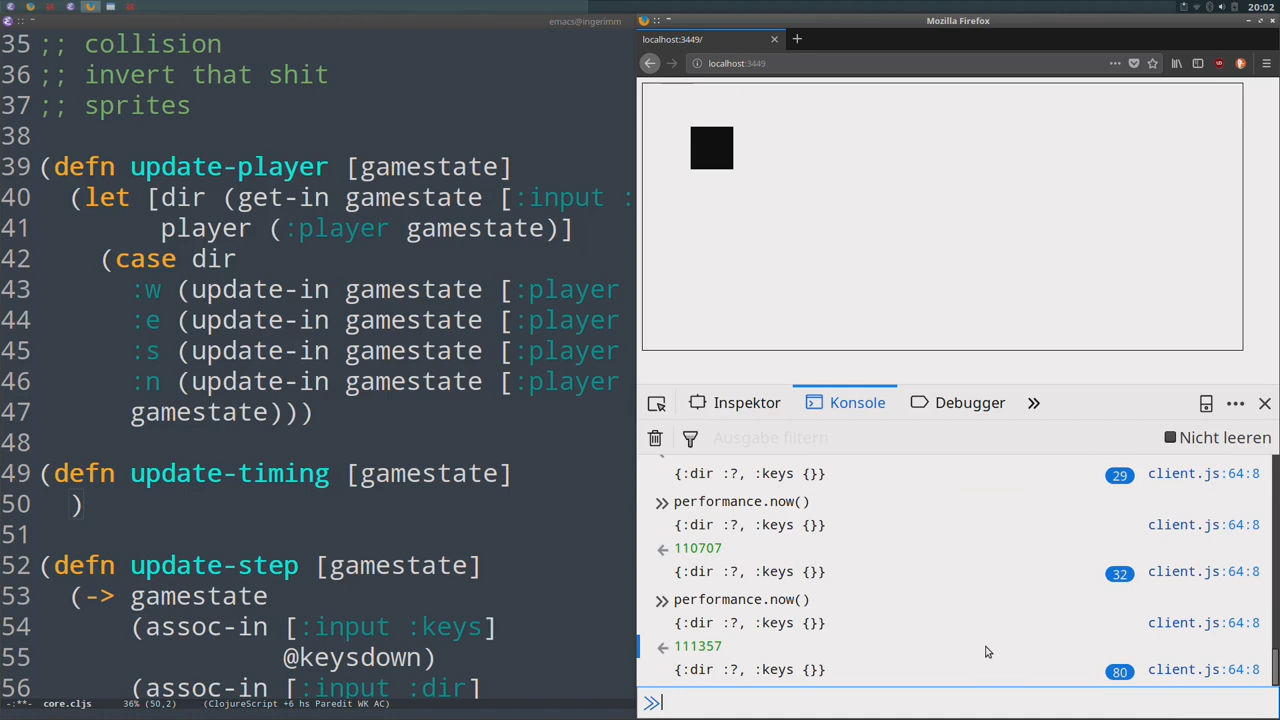 20:02
emacs@ingerimm
35 ;; collision
36 ;; invert that shit
37 ;; sprites
38
39 (defn update-player [gamestate]
40 (let [dir (get-in gamestate [:input :
41 player (:player gamestate)]
42 (case dir
43 :w (update-in gamestate [:player
44 :e (update-in gamestate [:player
45 :s (update-in gamestate [:player
46 :n (update-in gamestate [:player
47 gamestate)))
48
49 (defn update-timing [gamestate]
50 )
51
52 (defn update-step [gamestate]
53 (-> gamestate
54 (assoc-in [:input :keys]
55 @keysdown)
56 (assoc-in [:input :dir]
-:**- core.cljs 36% (50,2) (ClojureScript +6 hs Paredit WK AC)
Mozilla Firefox
localhost:3449/
localhost:3449
Inspektor Konsole Debugger
Ausgabe filtern Nicht leeren
{:dir :?, :keys {}} 29 client.js:64:8
performance.now()
{:dir :?, :keys {}} client.js:64:8
110707
{:dir :?, :keys {}} 32 client.js:64:8
performance.now()
{:dir :?, :keys {}} client.js:64:8
111357
{:dir :?, :keys {}} 80 client.js:64:8